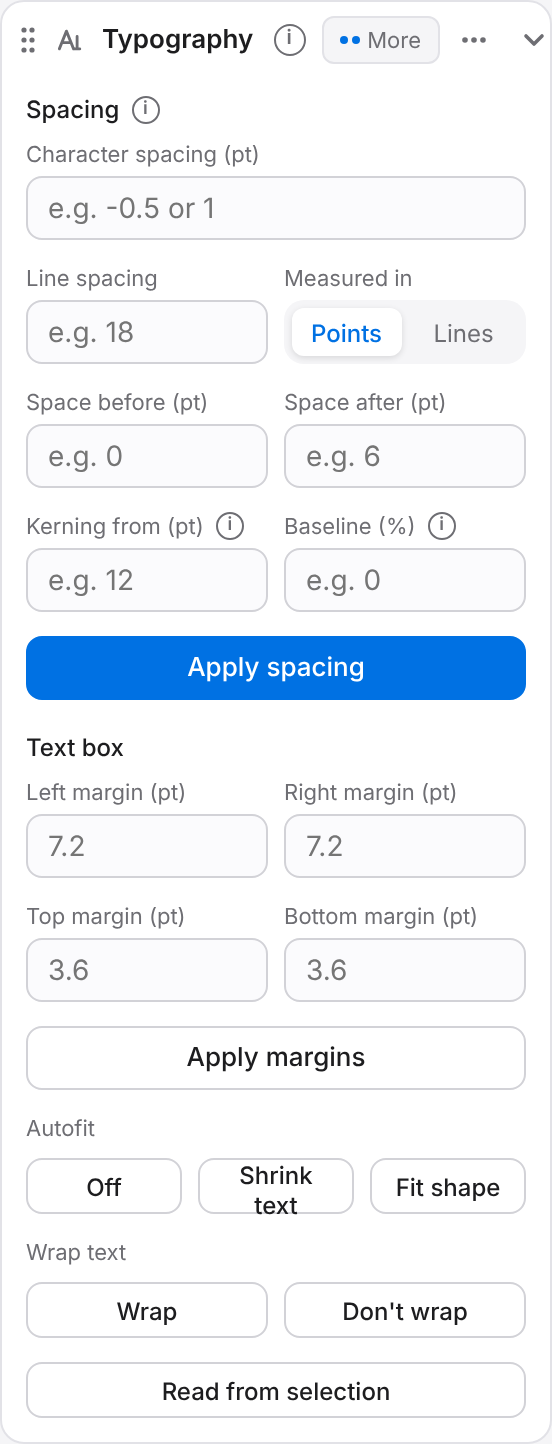 Typography More
Spacing
Character spacing (pt)
e.g. -0.5 or 1
Line spacing Measured in
e.g. 18 Points Lines
Space before (pt) Space after (pt)
e.g. 0 e.g. 6
Kerning from (pt) Baseline (%)
e.g. 12 e.g. 0
Apply spacing
Text box
Left margin (pt) Right margin (pt)
7.2 7.2
Top margin (pt) Bottom margin (pt)
3.6 3.6
Apply margins
Autofit
Off Shrink text Fit shape
Wrap text
Wrap Don't wrap
Read from selection